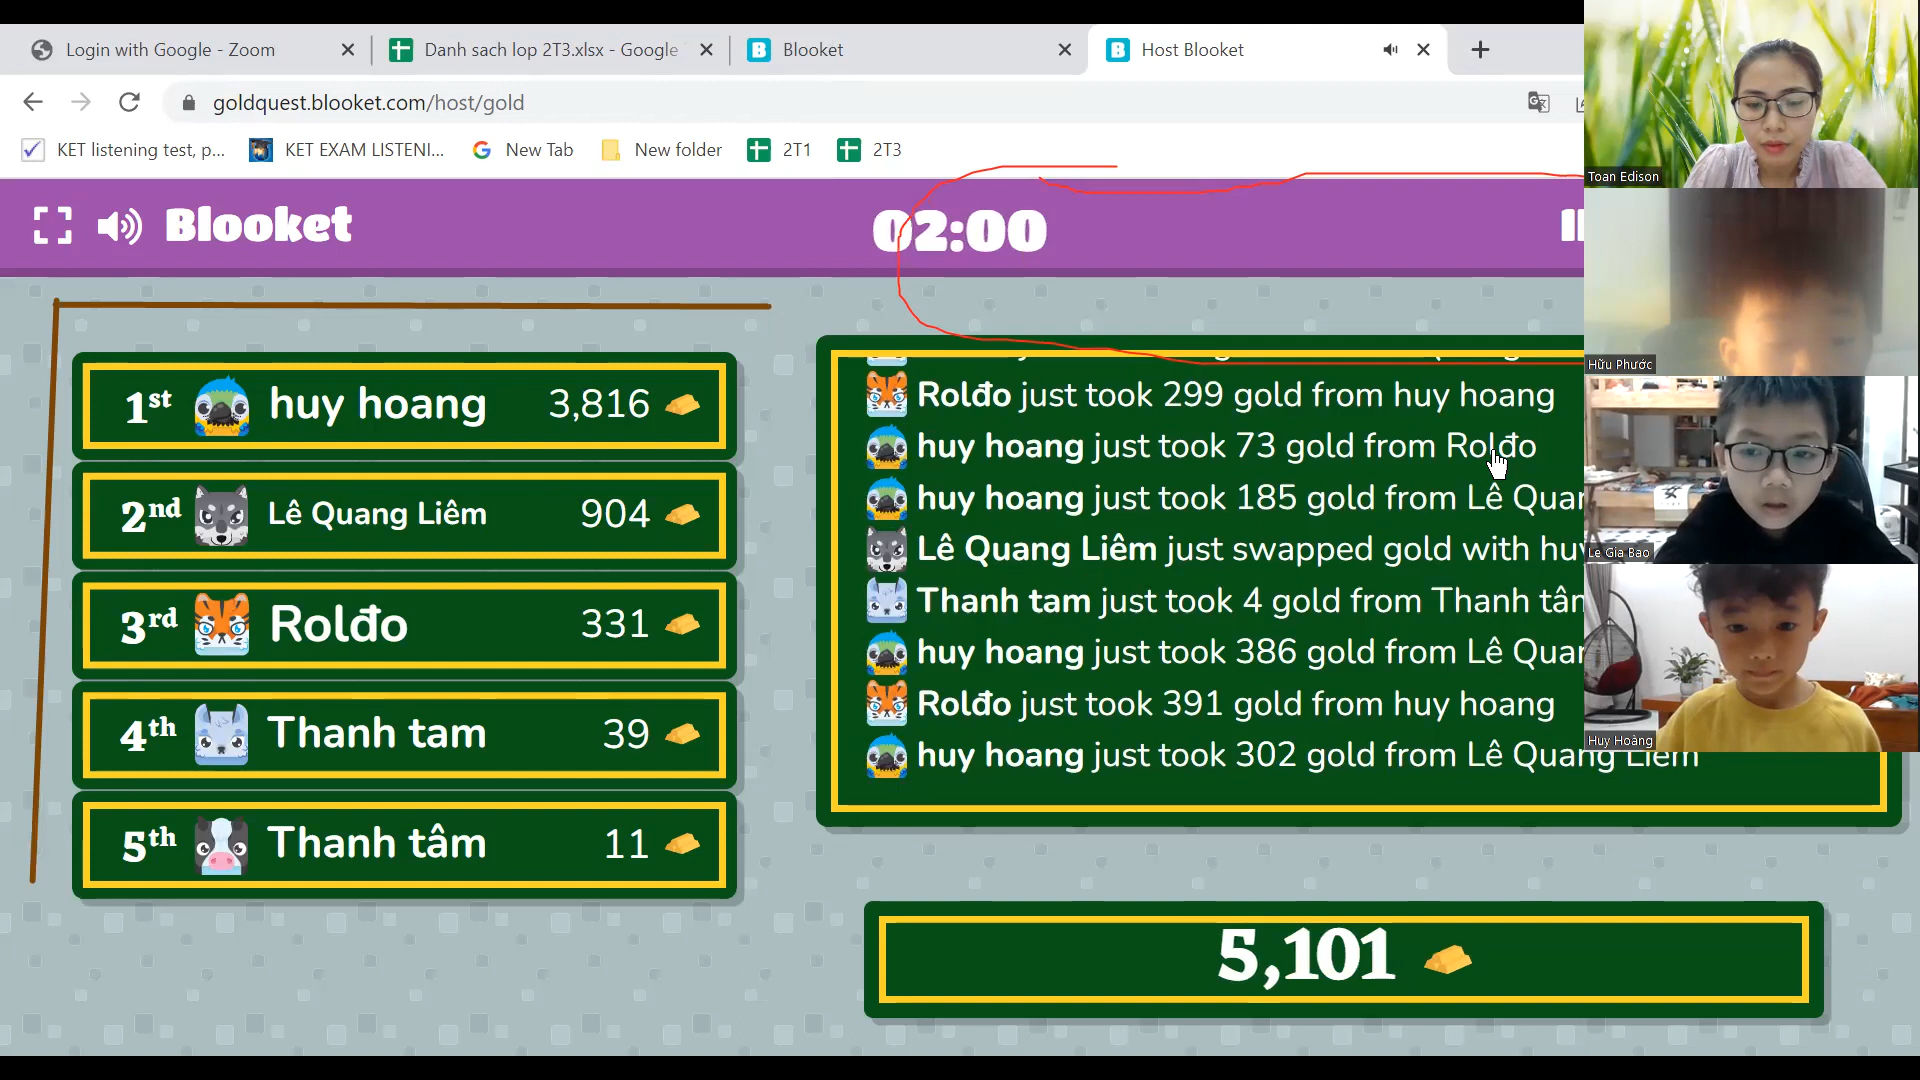 Login with Google - Zoom
Danh sach lop 2T3.xlsx - Google
Blooket
Host Blooket
goldquest.blooket.com/host/gold
KET listening test, p...
KET EXAM LISTENI...
New Tab
New folder
2T1
2T3
Blooket
02:00
1st huy hoang 3,816
2nd Lê Quang Liêm 904
3rd Rolđo 331
4th Thanh tam 39
5th Thanh tâm 11
Rolđo just took 299 gold from huy hoang
huy hoang just took 73 gold from Rolđo
huy hoang just took 185 gold from Lê Quan
Lê Quang Liêm just swapped gold with huy
Thanh tam just took 4 gold from Thanh tâm
huy hoang just took 386 gold from Lê Quan
Rolđo just took 391 gold from huy hoang
huy hoang just took 302 gold from Lê Quang Liêm
5,101
Toan Edison
Hữu Phước
Le Gia Bao
Huy Hoàng